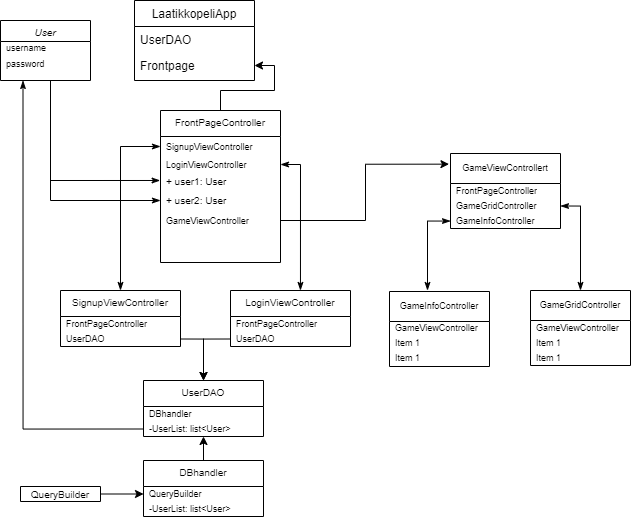 LaatikkopeliApp
UserDAO
Frontpage
User
username
password
FrontPageController
SignupViewController
LoginViewController
+ user1: User
+ user2: User
GameViewController
GameViewControllert
FrontPageController
GameGridController
GameInfoController
SignupViewController
FrontPageController
UserDAO
LoginViewController
FrontPageController
UserDAO
GameInfoController
GameViewController
Item 1
Item 1
GameGridController
GameViewController
Item 1
Item 1
UserDAO
DBhandler
-UserList: list<User>
DBhandler
QueryBuilder
-UserList: list<User>
QueryBuilder